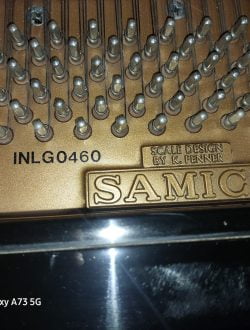 INLG0460
SCALE DESIGN
BY K. FENNER
SAMIC
xy A73 5G